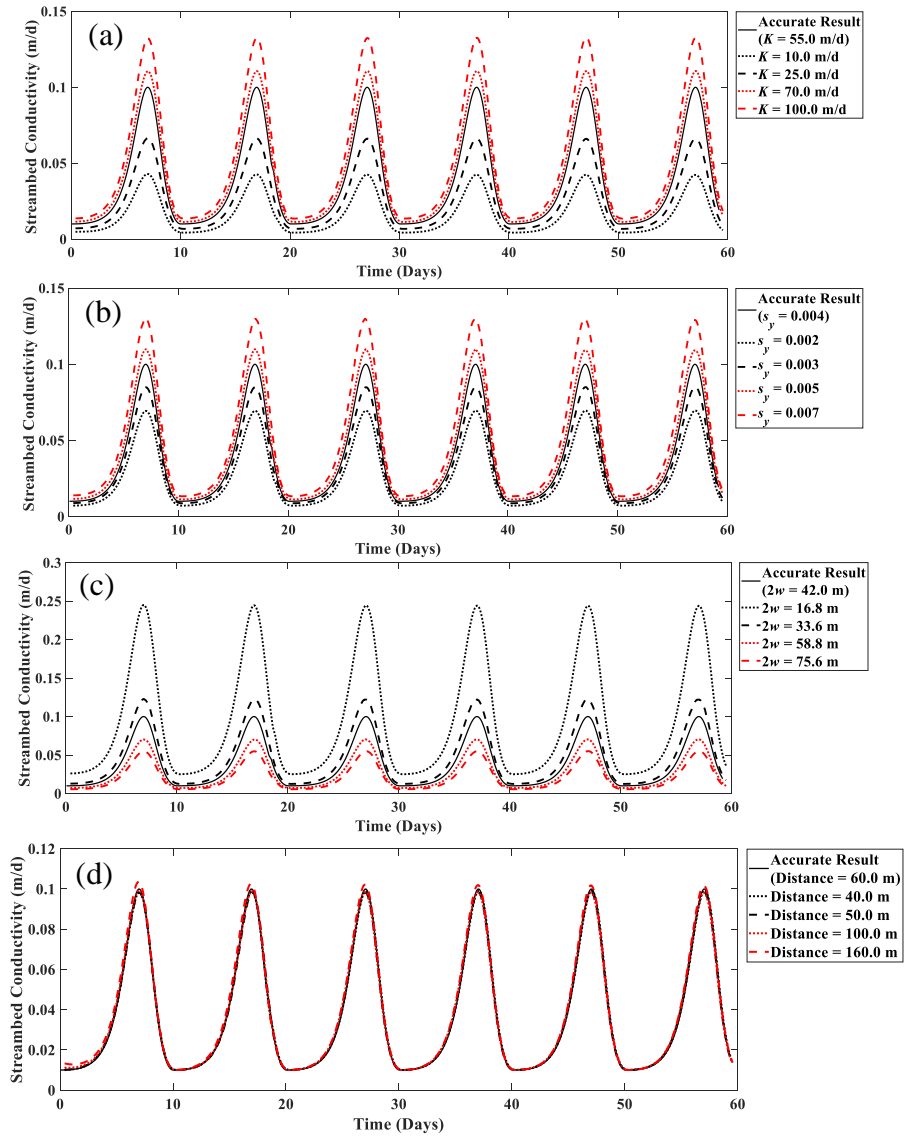 (a)
Streambed Conductivity (m/d)
0.15
0.1
0.05
0
0 10 20 30 40 50 60
Time (Days)
Accurate Result
(K = 55.0 m/d)
K = 10.0 m/d
K = 25.0 m/d
K = 70.0 m/d
K = 100.0 m/d
(b)
Streambed Conductivity (m/d)
0.15
0.1
0.05
0
0 10 20 30 40 50 60
Time (Days)
Accurate Result
(s_y = 0.004)
s_y = 0.002
s_y = 0.003
s_y = 0.005
s_y = 0.007
(c)
Streambed Conductivity (m/d)
0.3
0.25
0.2
0.15
0.1
0.05
0
0 10 20 30 40 50 60
Time (Days)
Accurate Result
(2w = 42.0 m)
2w = 16.8 m
2w = 33.6 m
2w = 58.8 m
2w = 75.6 m
(d)
Streambed Conductivity (m/d)
0.12
0.1
0.08
0.06
0.04
0.02
0
0 10 20 30 40 50 60
Time (Days)
Accurate Result
(Distance = 60.0 m)
Distance = 40.0 m
Distance = 50.0 m
Distance = 100.0 m
Distance = 160.0 m